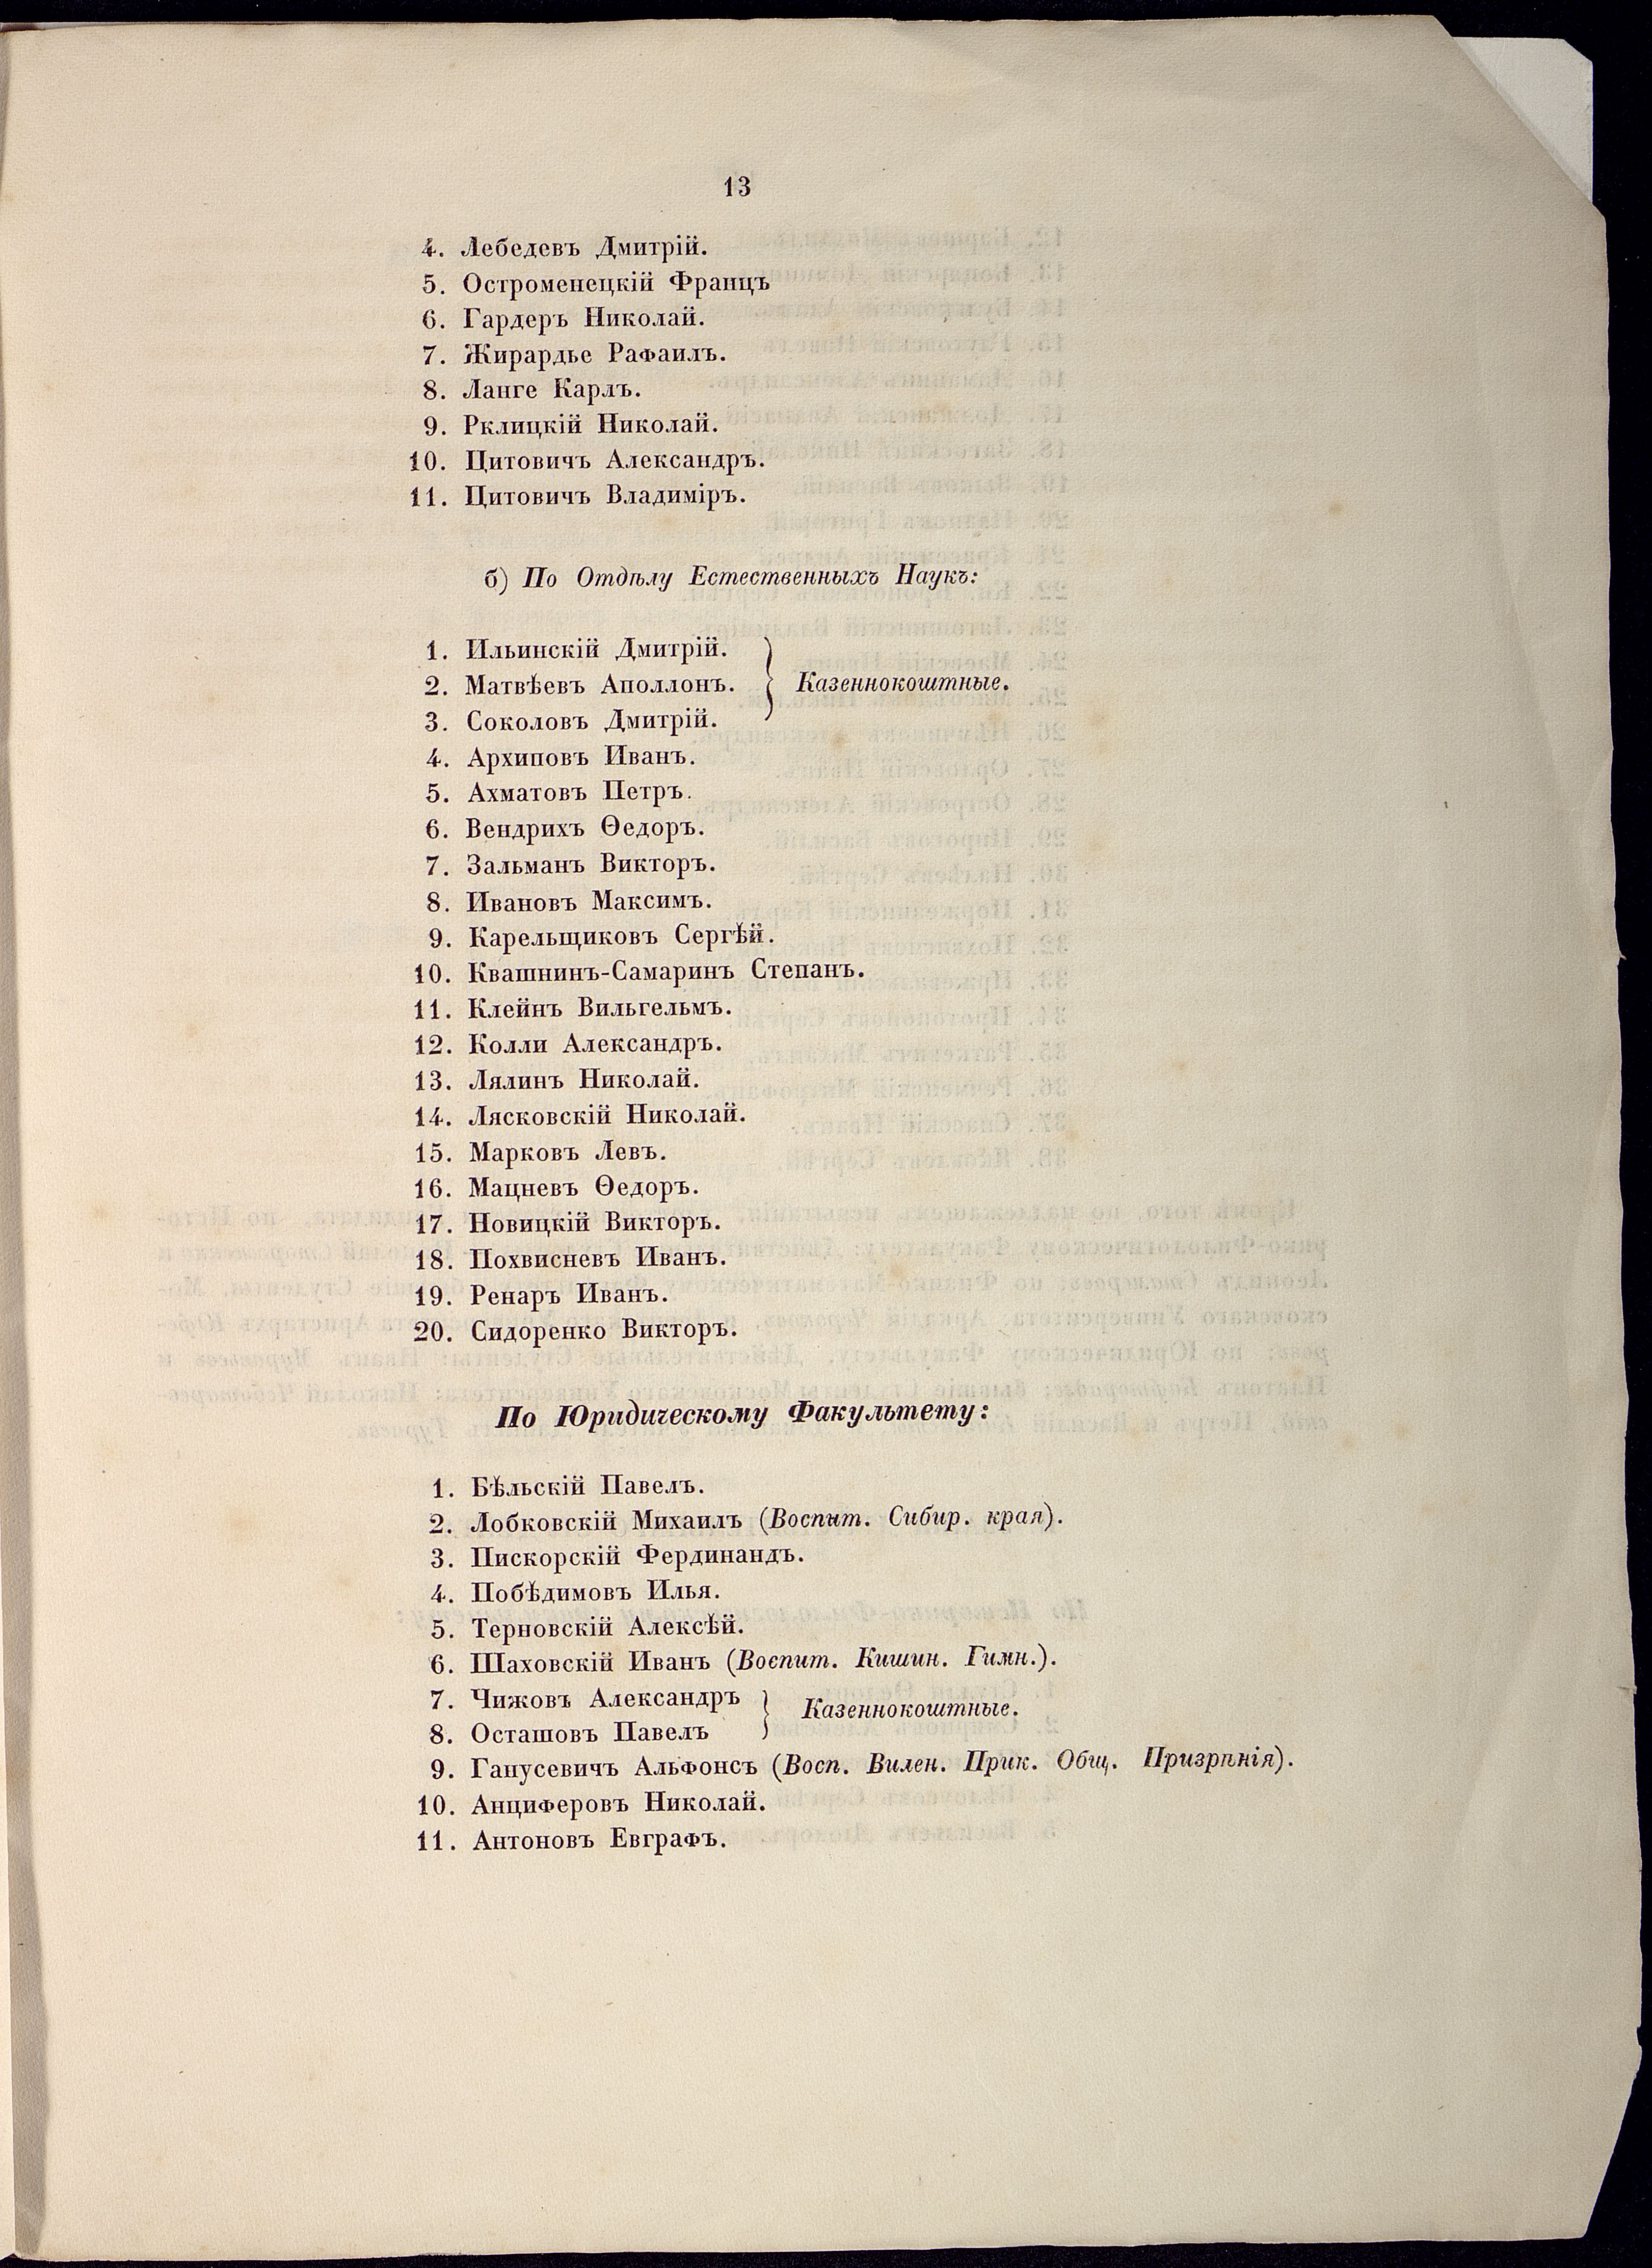 13
4. Лебедевъ Дмитрій.
5.Остроменецкій Францъ
6. Гардеръ Николай.
7. Жирардье Рафаилъ.
8. Ланге Карлъ.
9. Рклицкій Николай.
10. Цитовичъ Александръ.
11. Цитовичъ Владиміръ.
б) По Отдѣлу Естественныхъ Наукъ:
1. Ильинскій Дмитрій.
2. Матвѣевъ Аполлонъ. } Казеннокоштные.
3. Соколовъ Дмитрій.
4. Архиповъ Иванъ.
5. Ахматовъ Петръ.
6. Вендрихъ Ѳедоръ.
7. Зальманъ Викторъ.
8. Ивановъ Максимъ.
9. Карельщиковъ Сергѣй.
10. Квашнинъ-Самаринъ Степанъ.
11. Клейнъ Вильгельмъ.
12. Колли Александръ.
13. Лялинъ Николай.
14. Лясковскій Николай.
15. Марковъ Левъ.
16. Мацневъ Ѳедоръ.
17. Новицкій Викторъ.
18. Похвисневъ Иванъ.
19. Ренаръ Иванъ.
20. Сидоренко Викторъ.
По Юридическому Факультету:
1. Бѣльскій Павелъ.
2. Лобковскій Михаилъ (Воспит. Сибир. края).
3. Пискорскій Фердинандъ.
4. Побѣдимовъ Илья.
5. Терновскій Алексѣй.
6. Шаховскій Иванъ (Воспит. Кишин. Гимн.).
7. Чижовъ Александръ } Казеннокоштные.
8. Осташовъ Павелъ
9. Ганусевичъ Альфонсъ (Восп. Вилен. Прик. Общ. Призрѣнія).
10. Анциферовъ Николай.
11. Антоновъ Евграфъ.